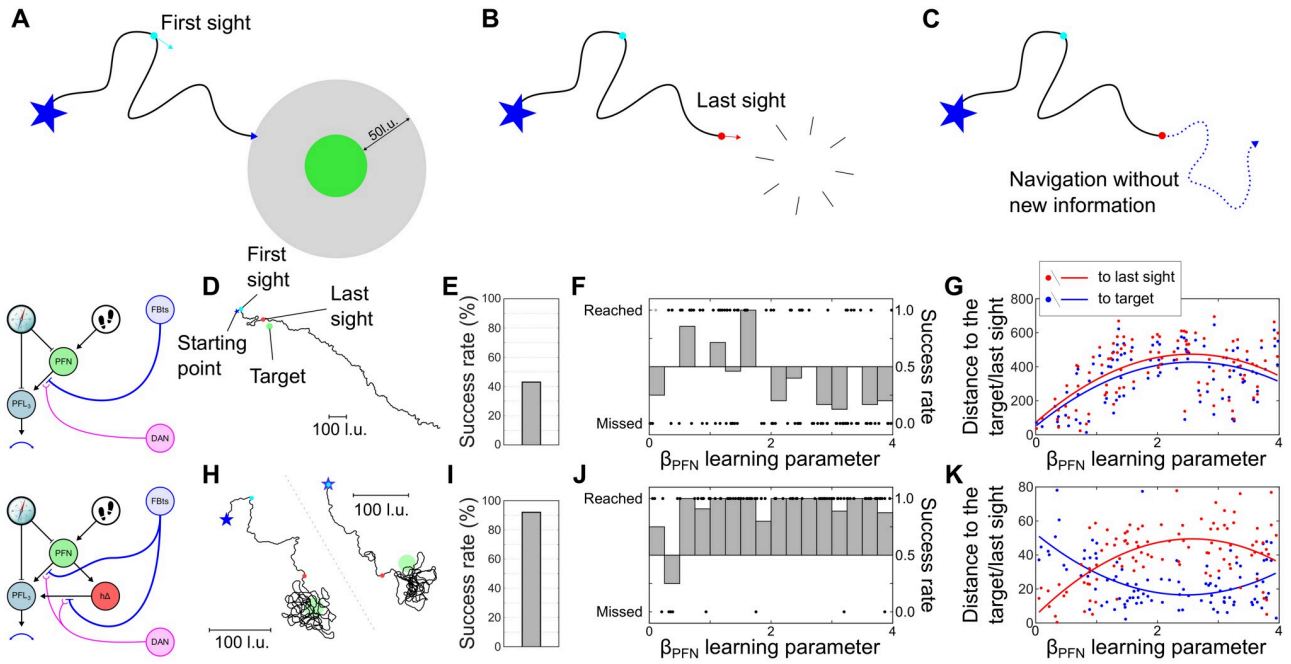 A
First sight
50l.u.
B
Last sight
C
Navigation without
new information
FBts
PFN
PFL3
DAN
D
First
sight
Last
sight
Starting
point
Target
100 l.u.
E
Success rate (%)
100
80
60
40
20
0
F
Reached
Missed
1.0
0.5
0.0
Success rate
0
2
4
βPFN learning parameter
G
to last sight
to target
Distance to the
target/last sight
800
600
400
200
0
0
2
4
βPFN learning parameter
FBts
PFN
PFL3
hΔ
DAN
H
100 l.u.
100 l.u.
I
Success rate (%)
100
80
60
40
20
0
J
Reached
Missed
1.0
0.5
0.0
Success rate
0
2
4
βPFN learning parameter
K
Distance to the
target/last sight
80
60
40
20
0
0
2
4
βPFN learning parameter